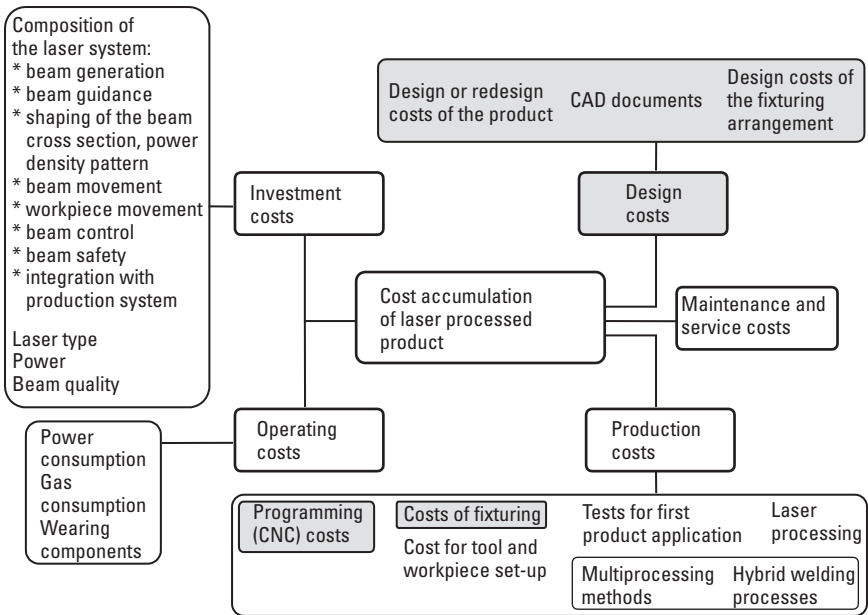 Composition of
the laser system:
* beam generation
* beam guidance
* shaping of the beam
cross section, power
density pattern
* beam movement
* workpiece movement
* beam control
* beam safety
* integration with
production system
Laser type
Power
Beam quality
Design or redesign
costs of the product
CAD documents
Design costs of
the fixturing
arrangement
Investment
costs
Design
costs
Cost accumulation
of laser processed
product
Maintenance and
service costs
Operating
costs
Production
costs
Power
consumption
Gas
consumption
Wearing
components
Programming
(CNC) costs
Costs of fixturing
Cost for tool and
workpiece set-up
Tests for first
product application
Laser
processing
Multiprocessing
methods
Hybrid welding
processes